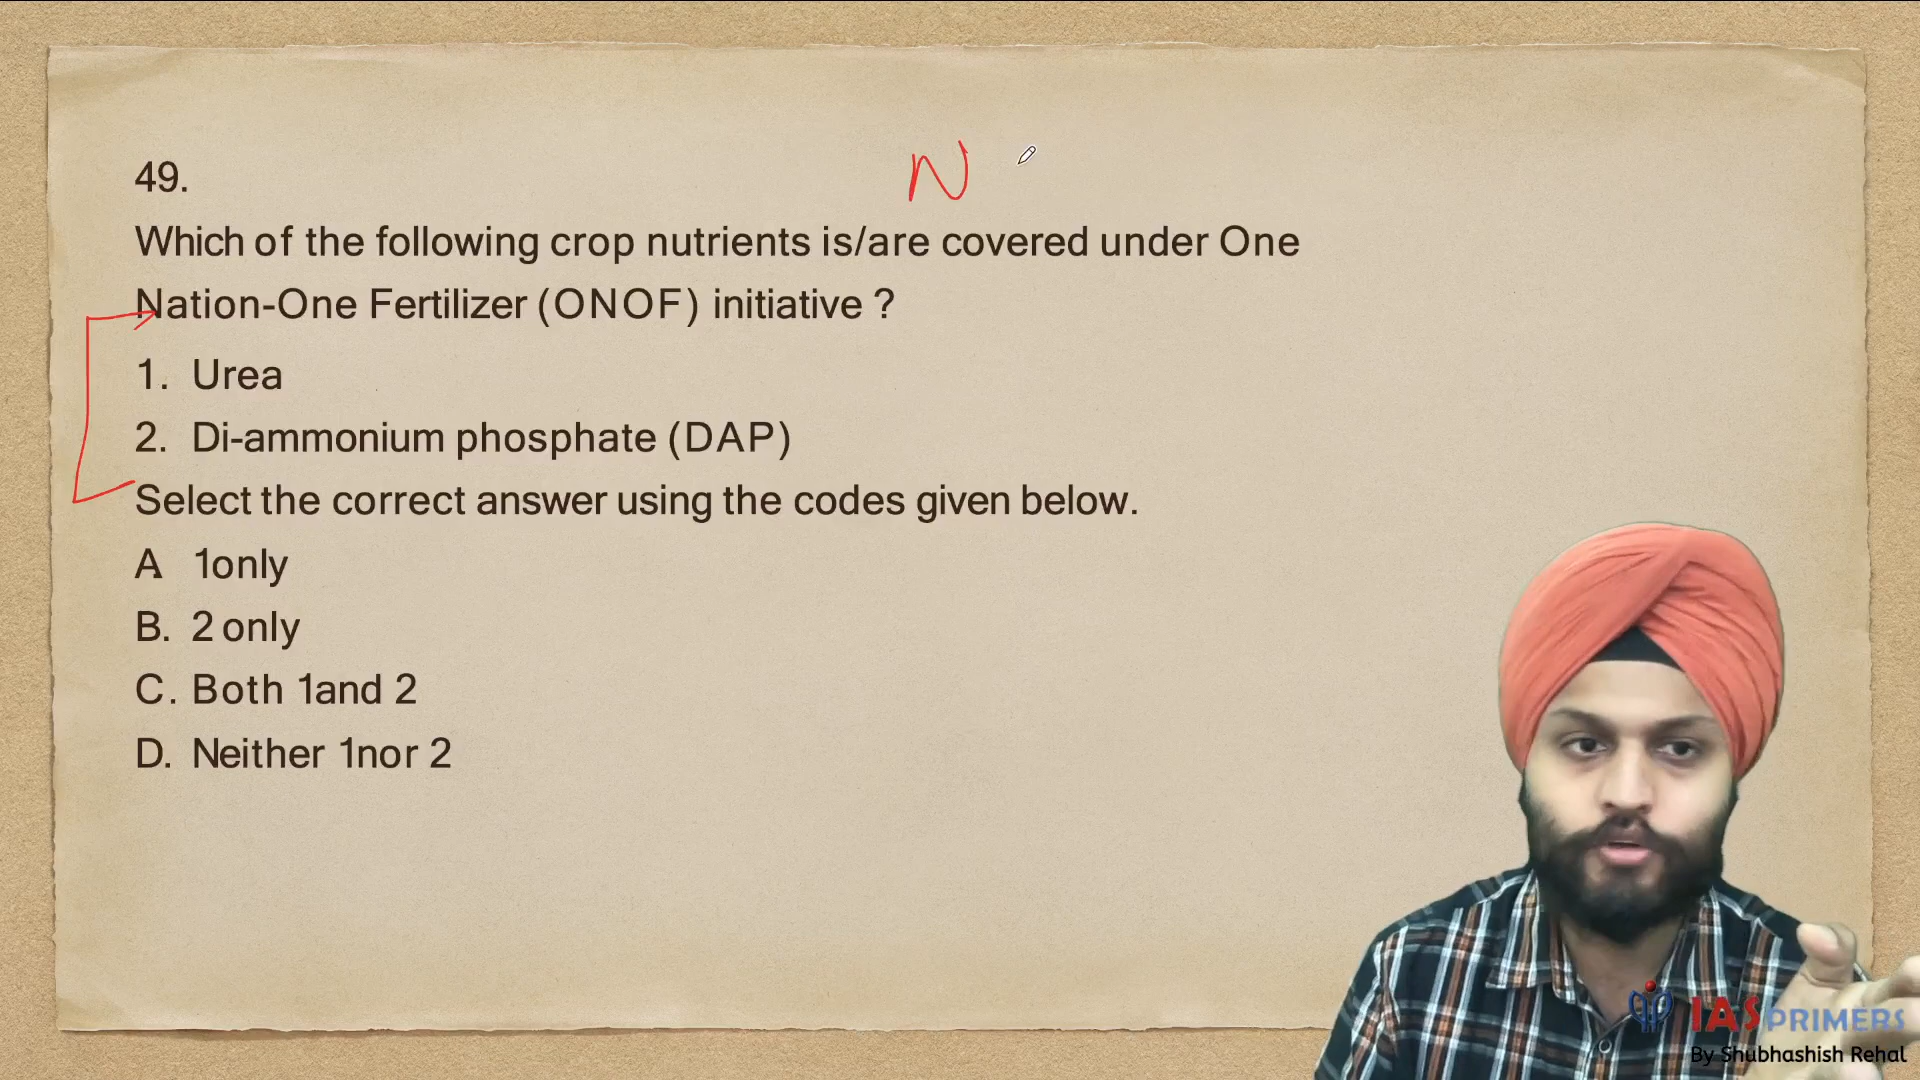 N
49.
Which of the following crop nutrients is/are covered under One
Nation-One Fertilizer (ONOF) initiative ?
1. Urea
2. Di-ammonium phosphate (DAP)
Select the correct answer using the codes given below.
A 1only
B. 2 only
C. Both 1and 2
D. Neither 1nor 2
IASPRIMERS
By Shubhashish Rehal